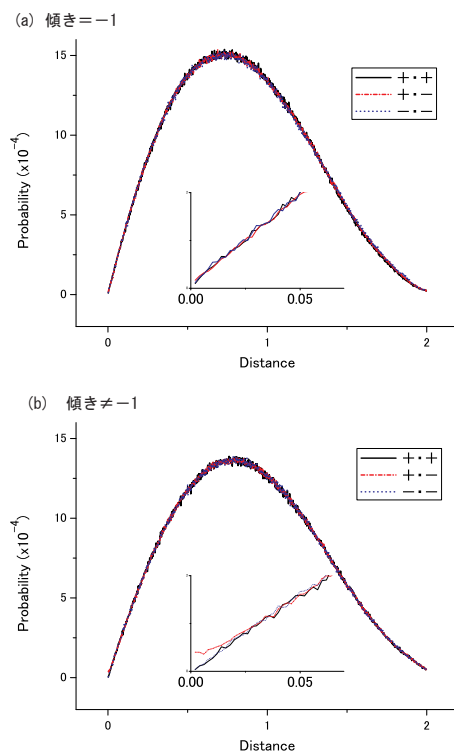 (a) 傾き＝－1
15
10
5
0
Probability (x10⁻⁴)
＋・＋
＋・－
－・－
0.00 0.05
0 1 2
Distance
(b) 傾き≠－1
15
10
5
0
Probability (x10⁻⁴)
＋・＋
＋・－
－・－
0.00 0.05
0 1 2
Distance